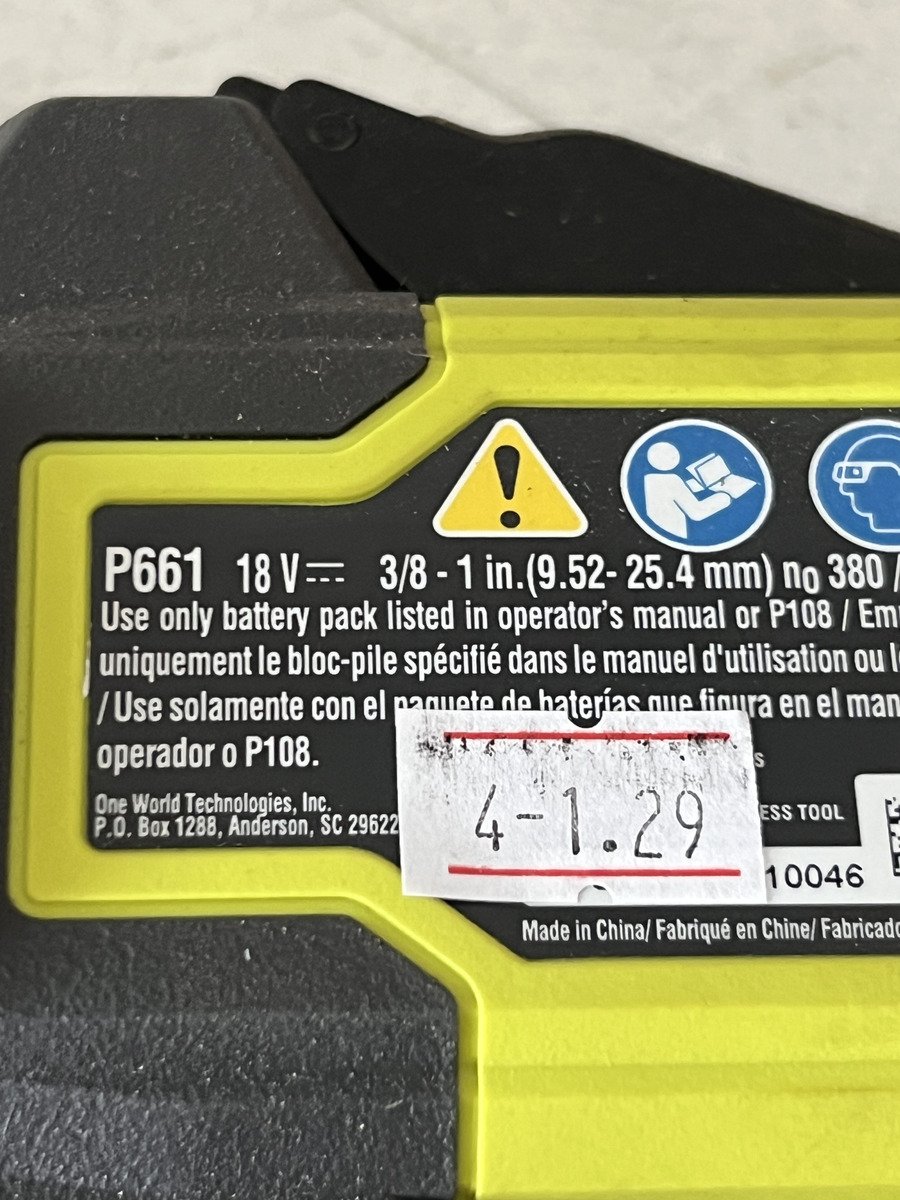 P661 18 V 3/8 - 1 in.(9.52- 25.4 mm) no 380 /
Use only battery pack listed in operator's manual or P108 / Em
uniquement le bloc-pile spécifié dans le manuel d'utilisation ou l
/ Use solamente con el paquete de baterías que figura en el man
operador o P108.
One World Technologies, Inc.
P.O. Box 1288, Anderson, SC 29622
4-1.29
ESS TOOL
10046
Made in China/ Fabriqué en Chine/ Fabricado